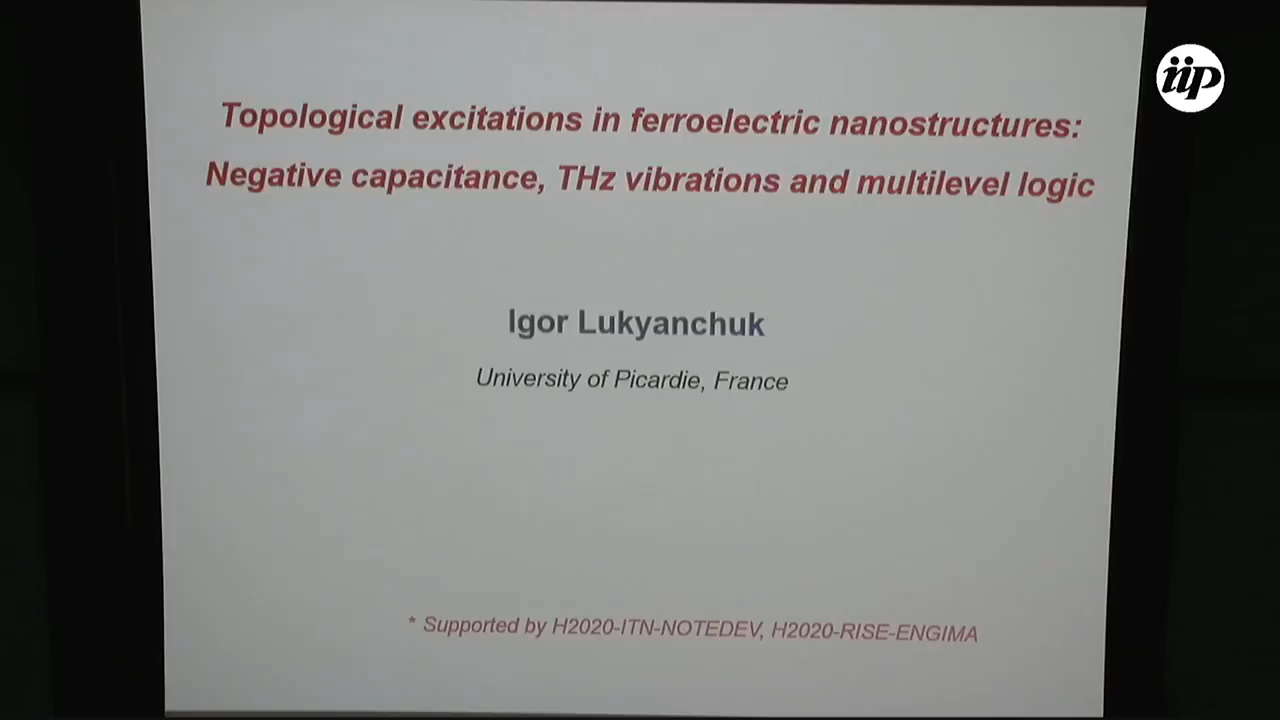 iip
Topological excitations in ferroelectric nanostructures:
Negative capacitance, THz vibrations and multilevel logic
Igor Lukyanchuk
University of Picardie, France
* Supported by H2020-ITN-NOTEDEV, H2020-RISE-ENGIMA